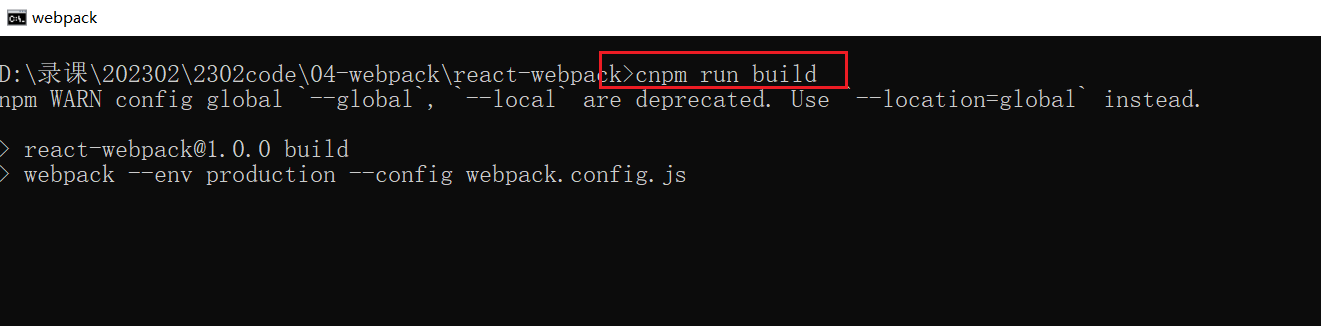 webpack
D:\录课\202302\2302code\04-webpack\react-webpack>cnpm run build
npm WARN config global `--global`, `--local` are deprecated. Use `--location=global` instead.
> react-webpack@1.0.0 build
> webpack --env production --config webpack.config.js